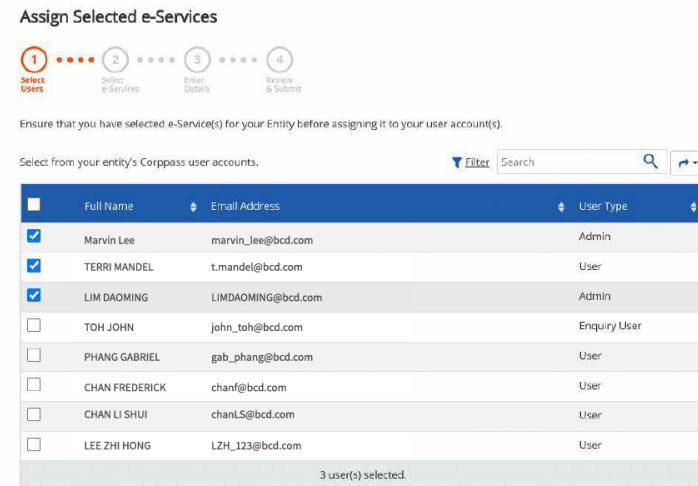 Assign Selected e-Services
1 2 3 4
Select Select Enter Review
Users e-Services Details & Submit
Ensure that you have selected e-Service(s) for your Entity before assigning it to your user account(s).
Select from your entity's Corppass user accounts. Filter Search
Full Name Email Address User Type
Marvin Lee marvin_lee@bcd.com Admin
TERRI MANDEL t.mandel@bcd.com User
LIM DAOMING LIMDAOMING@bcd.com Admin
TOH JOHN john_toh@bcd.com Enquiry User
PHANG GABRIEL gab_phang@bcd.com User
CHAN FREDERICK chanf@bcd.com User
CHAN LI SHUI chanLS@bcd.com User
LEE ZHI HONG LZH_123@bcd.com User
3 user(s) selected.